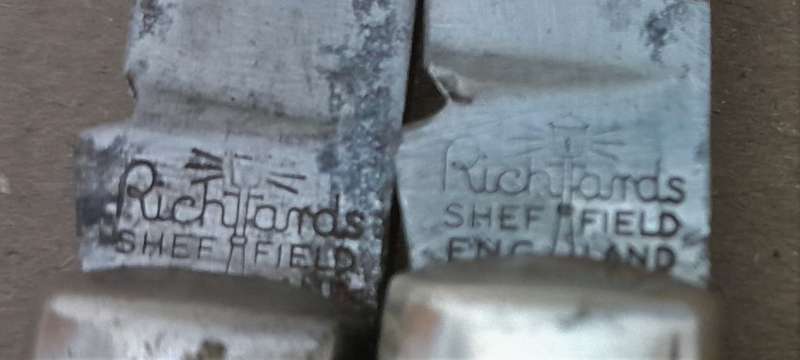 Richards
SHEFFIELD
Richards
SHEFFIELD
ENGLAND